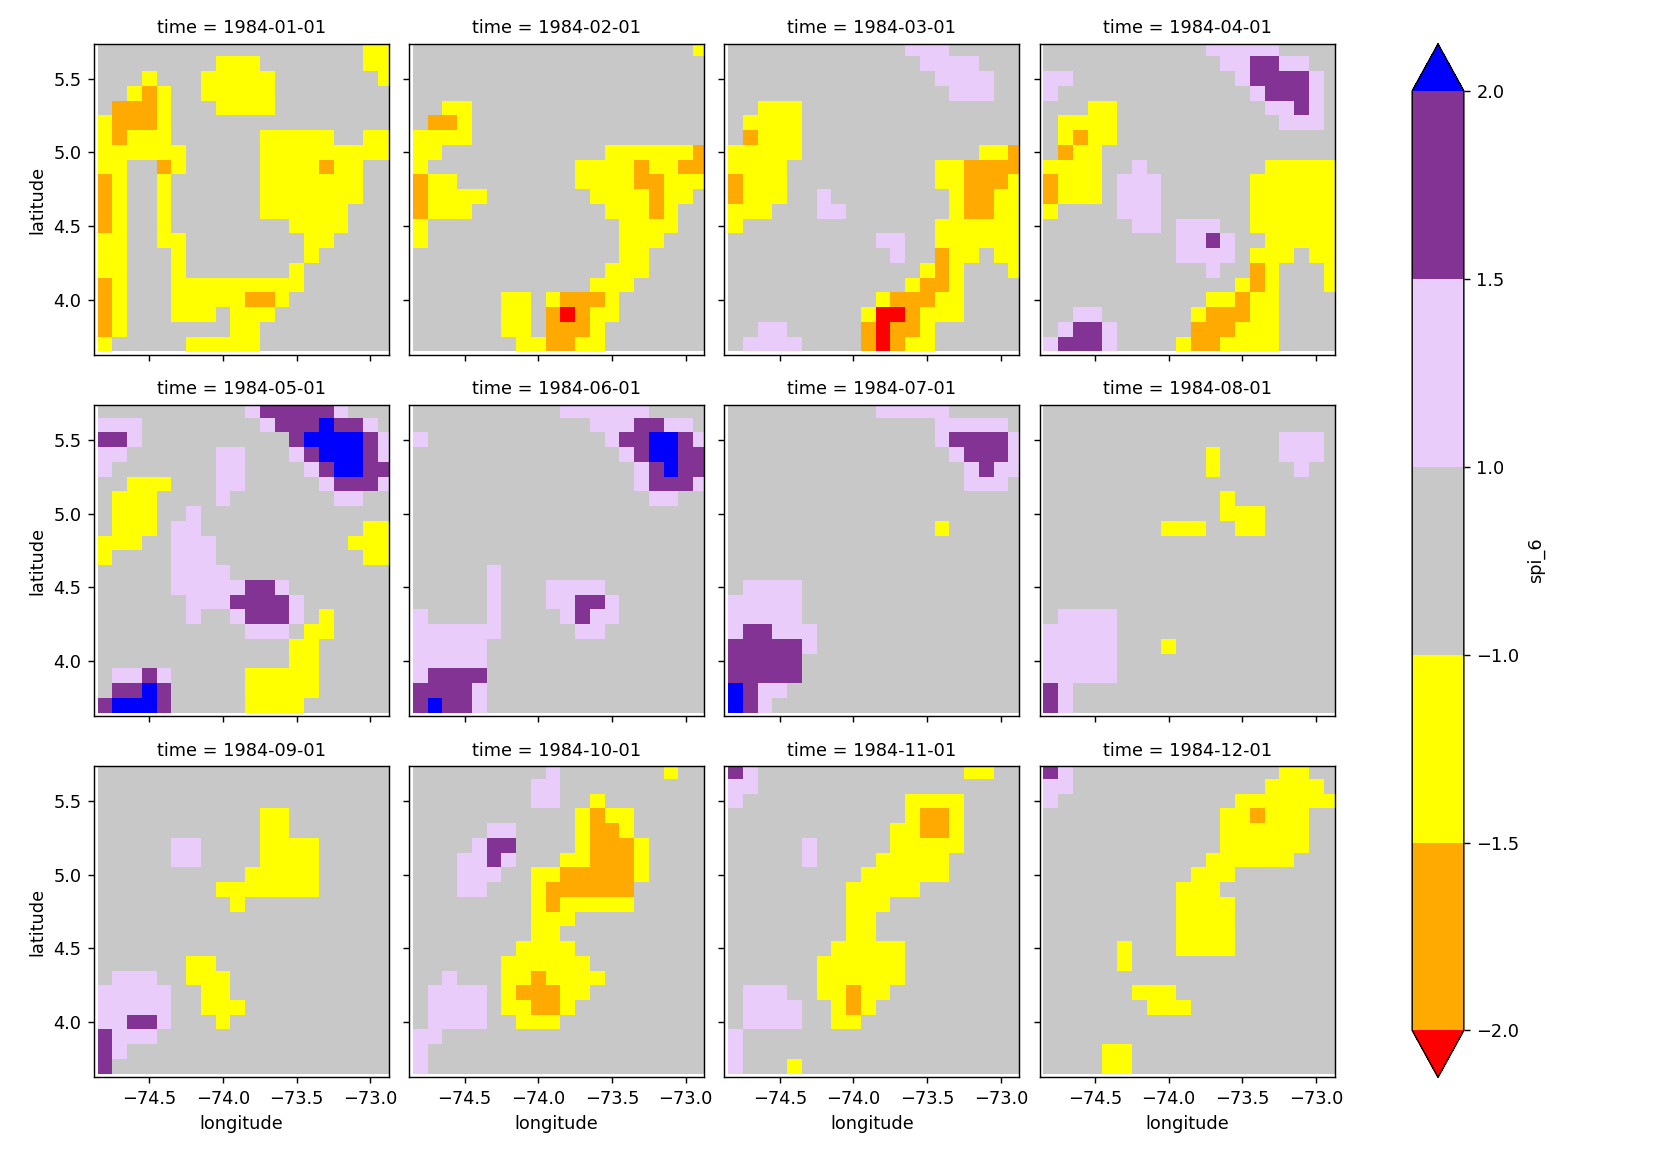 time = 1984-01-01 time = 1984-02-01 time = 1984-03-01 time = 1984-04-01
5.5
5.0
4.5
4.0
latitude
time = 1984-05-01 time = 1984-06-01 time = 1984-07-01 time = 1984-08-01
5.5
5.0
4.5
4.0
latitude
time = 1984-09-01 time = 1984-10-01 time = 1984-11-01 time = 1984-12-01
5.5
5.0
4.5
4.0
latitude
−74.5 −74.0 −73.5 −73.0 −74.5 −74.0 −73.5 −73.0 −74.5 −74.0 −73.5 −73.0 −74.5 −74.0 −73.5 −73.0
longitude longitude longitude longitude
2.0
1.5
1.0
−1.0
−1.5
−2.0
spi_6